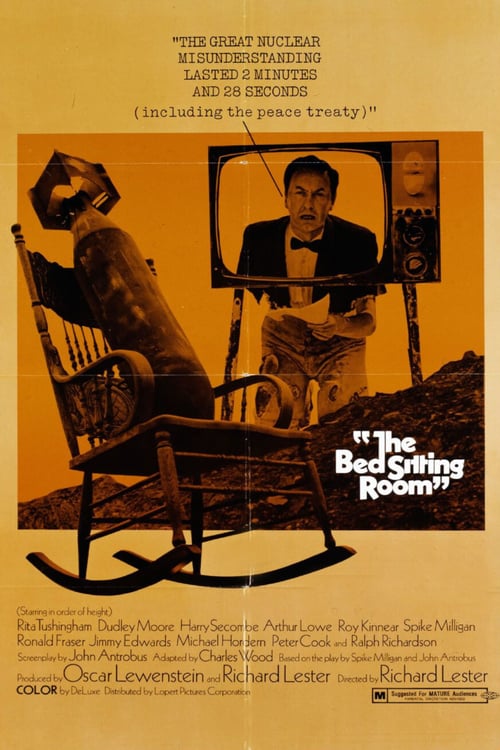 "THE GREAT NUCLEAR
MISUNDERSTANDING
LASTED 2 MINUTES
AND 28 SECONDS
(including the peace treaty)"
"The
Bed Sitting
Room"
(Starring in order of height)
Rita Tushingham Dudley Moore Harry Secombe Arthur Lowe Roy Kinnear Spike Milligan
Ronald Fraser Jimmy Edwards Michael Hordern Peter Cook and Ralph Richardson
Screenplay by John Antrobus Adapted by Charles Wood Based on the play by Spike Milligan and John Antrobus
Produced by Oscar Lewenstein and Richard Lester Directed by Richard Lester
COLOR by DeLuxe Distributed by Lopert Pictures Corporation
M Suggested For MATURE Audiences
PARENTAL DISCRETION ADVISED